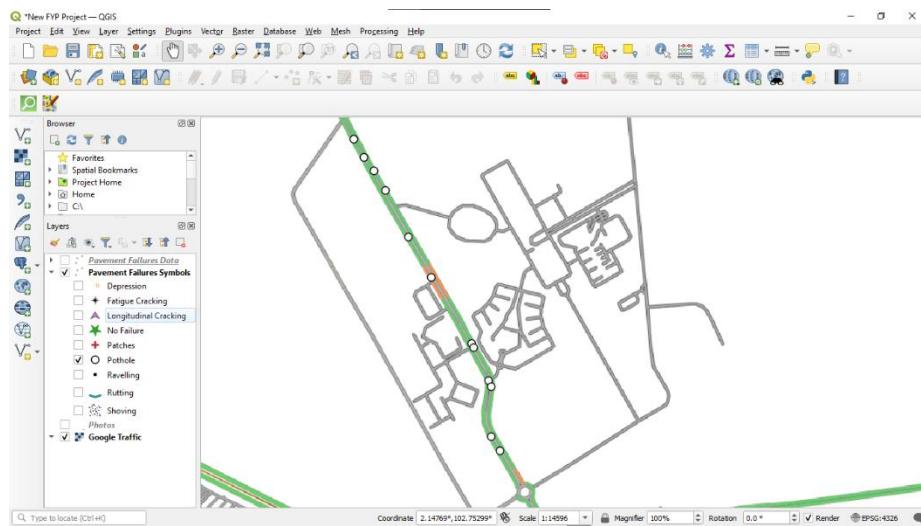 *New FYP Project — QGIS
Project Edit View Layer Settings Plugins Vector Raster Database Web Mesh Processing Help
Browser
Favorites
Spatial Bookmarks
Project Home
Home
C:\
Layers
Pavement Failures Data
Pavement Failures Symbols
Depression
Fatigue Cracking
Longitudinal Cracking
No Failure
Patches
Pothole
Ravelling
Rutting
Shoving
Photos
Google Traffic
Type to locate (Ctrl+K)
Coordinate 2.14769°,102.75299° Scale 1:14596 Magnifier 100% Rotation 0.0 ° Render EPSG:4326